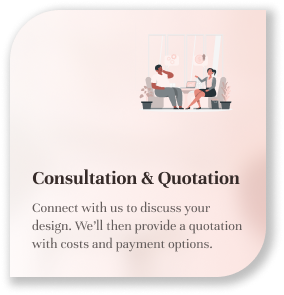 Consultation & Quotation
Connect with us to discuss your
design. We'll then provide a quotation
with costs and payment options.